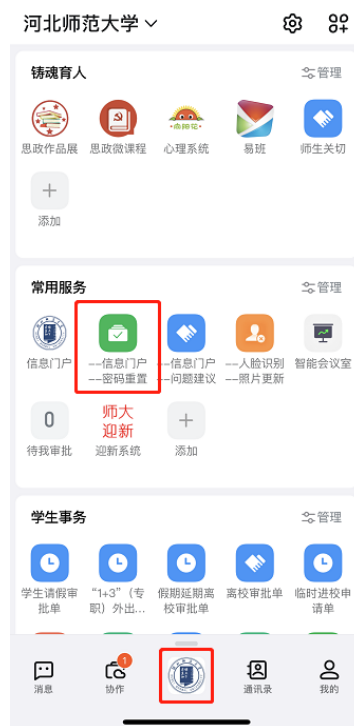 河北师范大学
铸魂育人
管理
思政作品展 思政微课程 心理系统 易班 师生关切
添加
常用服务
管理
信息门户 --信息门户 --信息门户 --人脸识别 智能会议室
--密码重置 --问题建议 --照片更新
0
师大
迎新
待我审批 迎新系统 添加
学生事务
管理
学生请假审 “1+3”（专 假期延期离 离校审批单 临时进校申
批单 职）外出... 校审批单 请单
1
消息 协作 通讯录 我的